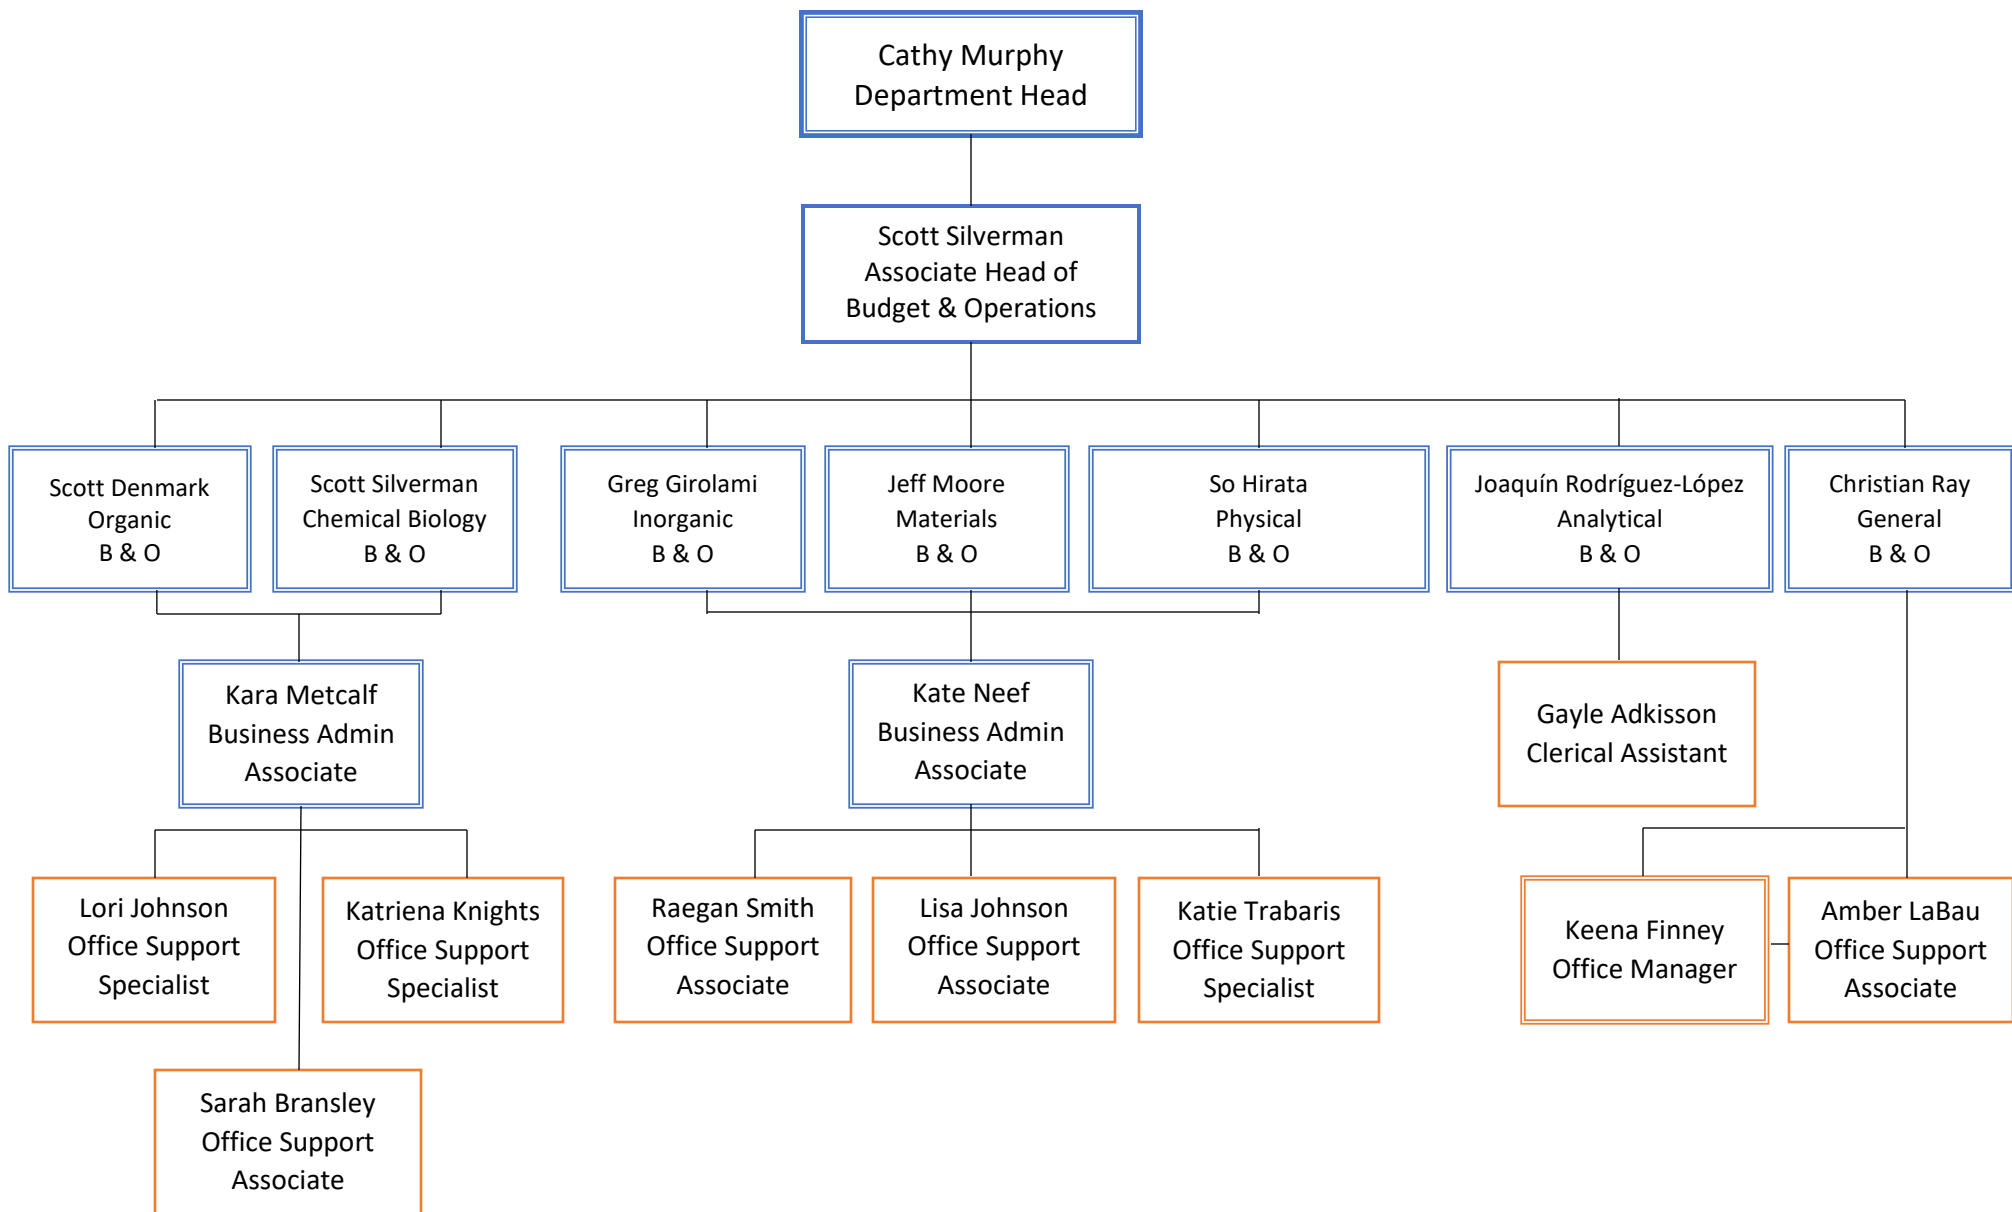 Cathy Murphy
Department Head
Scott Silverman
Associate Head of
Budget & Operations
Scott Denmark
Organic
B & O
Scott Silverman
Chemical Biology
B & O
Greg Girolami
Inorganic
B & O
Jeff Moore
Materials
B & O
So Hirata
Physical
B & O
Joaquín Rodríguez-López
Analytical
B & O
Christian Ray
General
B & O
Kara Metcalf
Business Admin
Associate
Kate Neef
Business Admin
Associate
Gayle Adkisson
Clerical Assistant
Lori Johnson
Office Support
Specialist
Katriena Knights
Office Support
Specialist
Raegan Smith
Office Support
Associate
Lisa Johnson
Office Support
Associate
Katie Trabaris
Office Support
Specialist
Keena Finney
Office Manager
Amber LaBau
Office Support
Associate
Sarah Bransley
Office Support
Associate